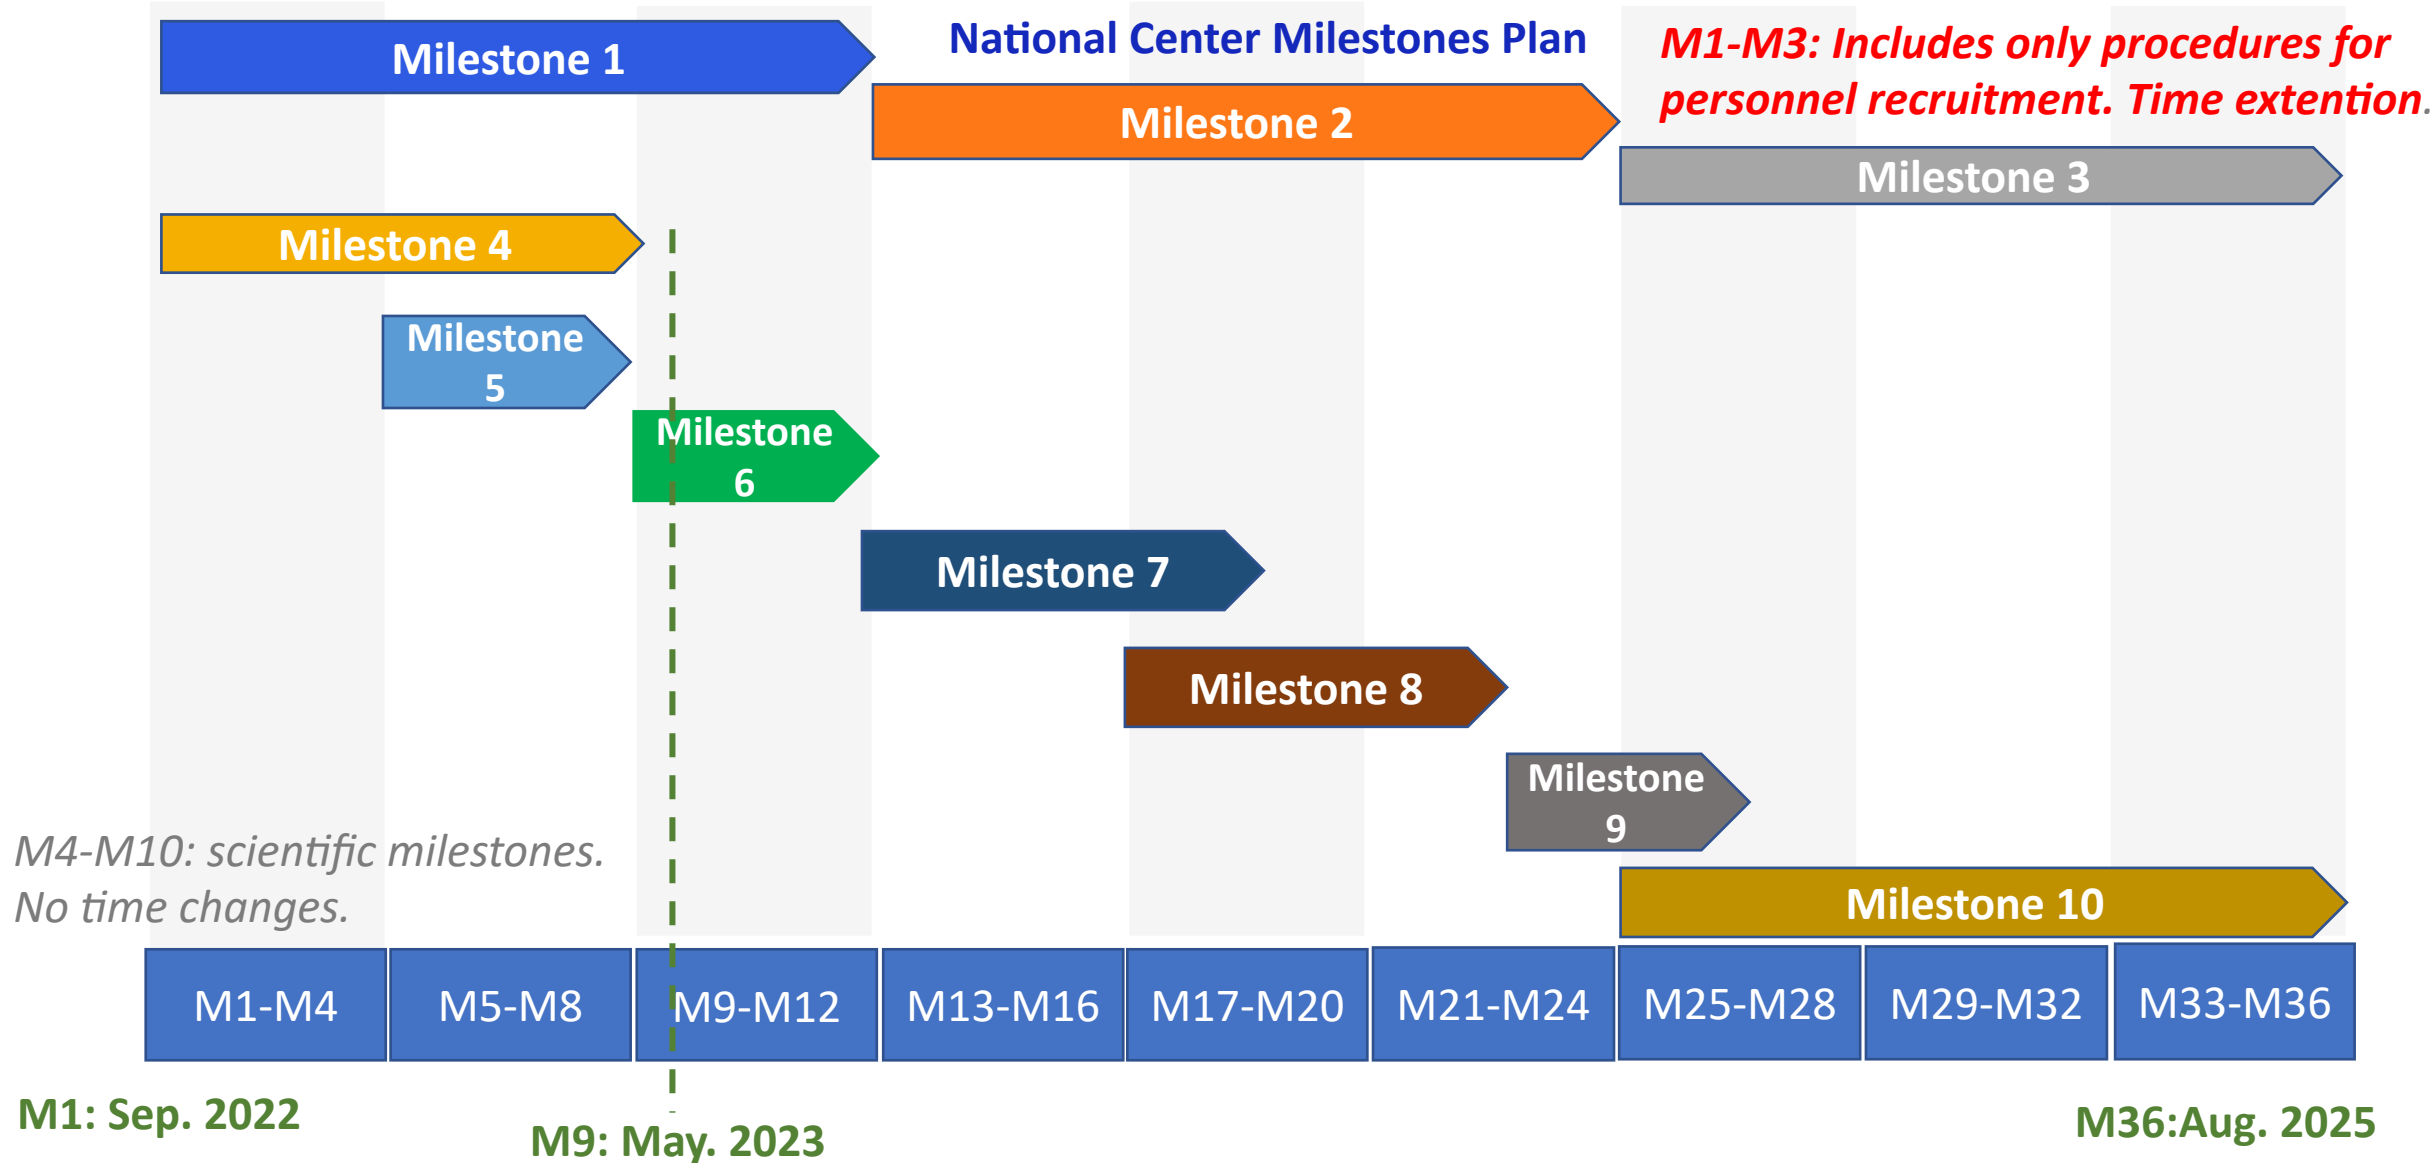 National Center Milestones Plan
M1-M3: Includes only procedures for
personnel recruitment. Time extention.
Milestone 1
Milestone 2
Milestone 3
Milestone 4
Milestone
5
Milestone
6
Milestone 7
Milestone 8
Milestone
9
M4-M10: scientific milestones.
No time changes.
Milestone 10
M1-M4
M5-M8
M9-M12
M13-M16
M17-M20
M21-M24
M25-M28
M29-M32
M33-M36
M1: Sep. 2022
M9: May. 2023
M36:Aug. 2025